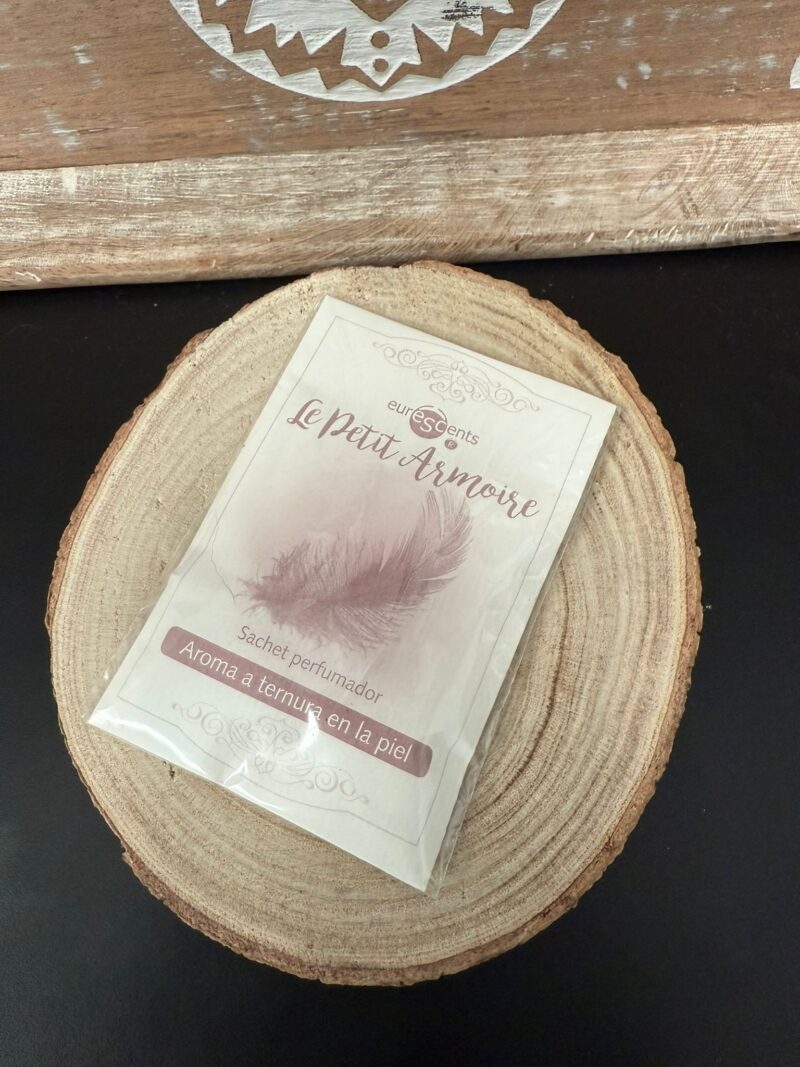 eurescents
&
Le Petit Armoire
Sachet perfumador
Aroma a ternura en la piel